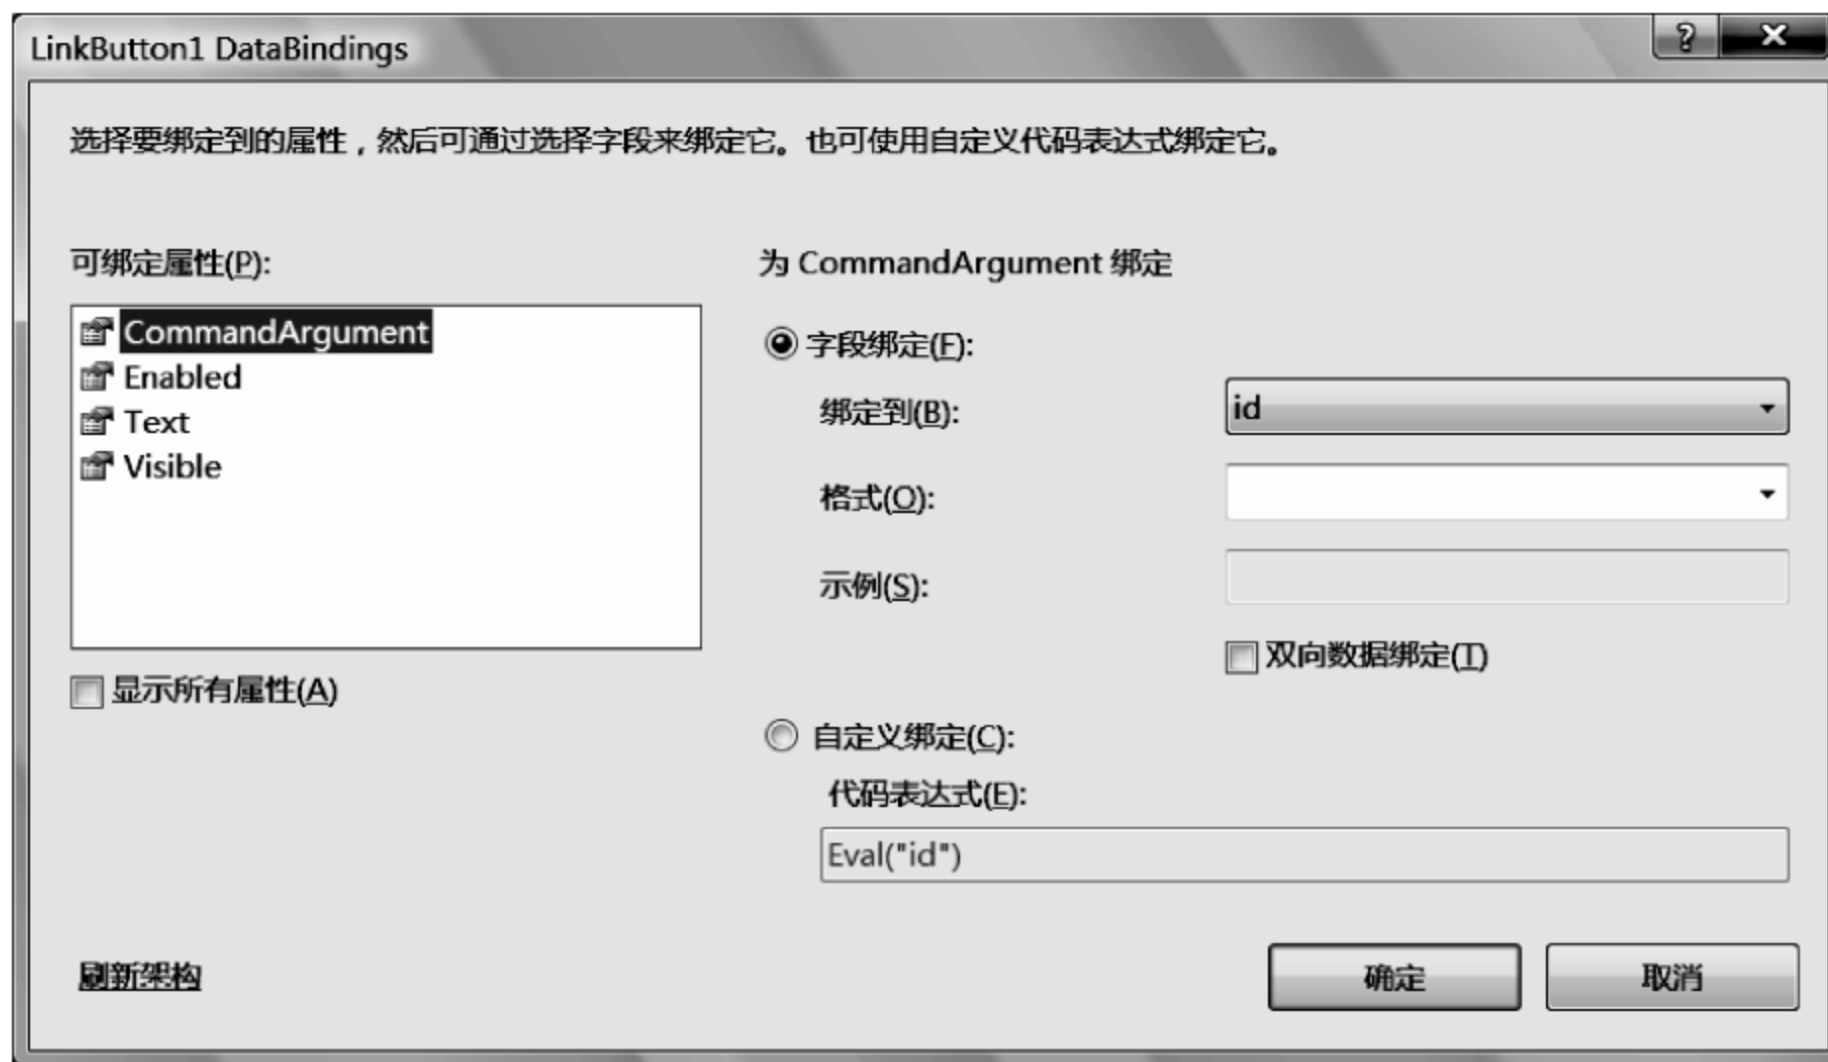 LinkButton1 DataBindings
?
选择要绑定到的属性，然后可通过选择字段来绑定它。也可使用自定义代码表达式绑定它。
可绑定属性(P):
CommandArgument
Enabled
Text
Visible
显示所有属性(A)
为 CommandArgument 绑定
字段绑定(F):
绑定到(B):
id
格式(O):
示例(S):
双向数据绑定(T)
自定义绑定(C):
代码表达式(E):
Eval("id")
刷新架构
确定
取消